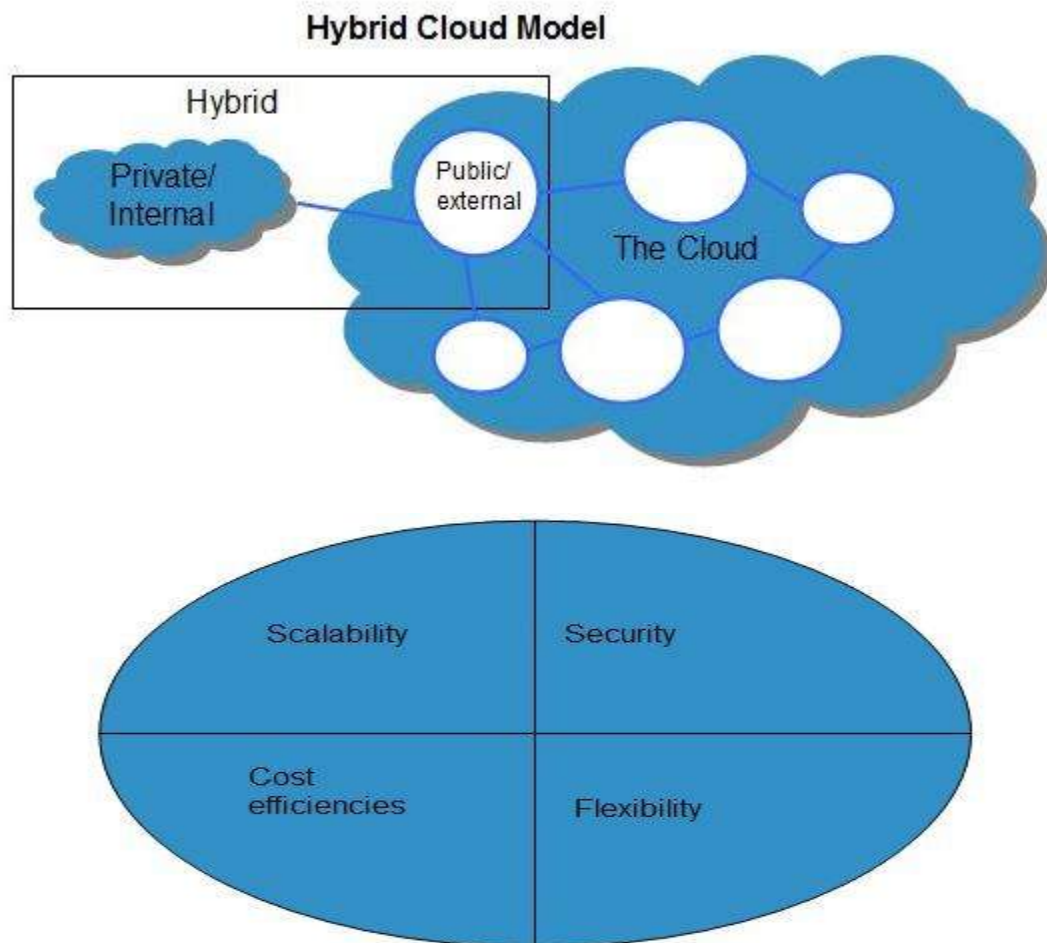 Hybrid Cloud Model
Hybrid
Private/
Internal
Public/
external
The Cloud
Scalability
Security
Cost
efficiencies
Flexibility